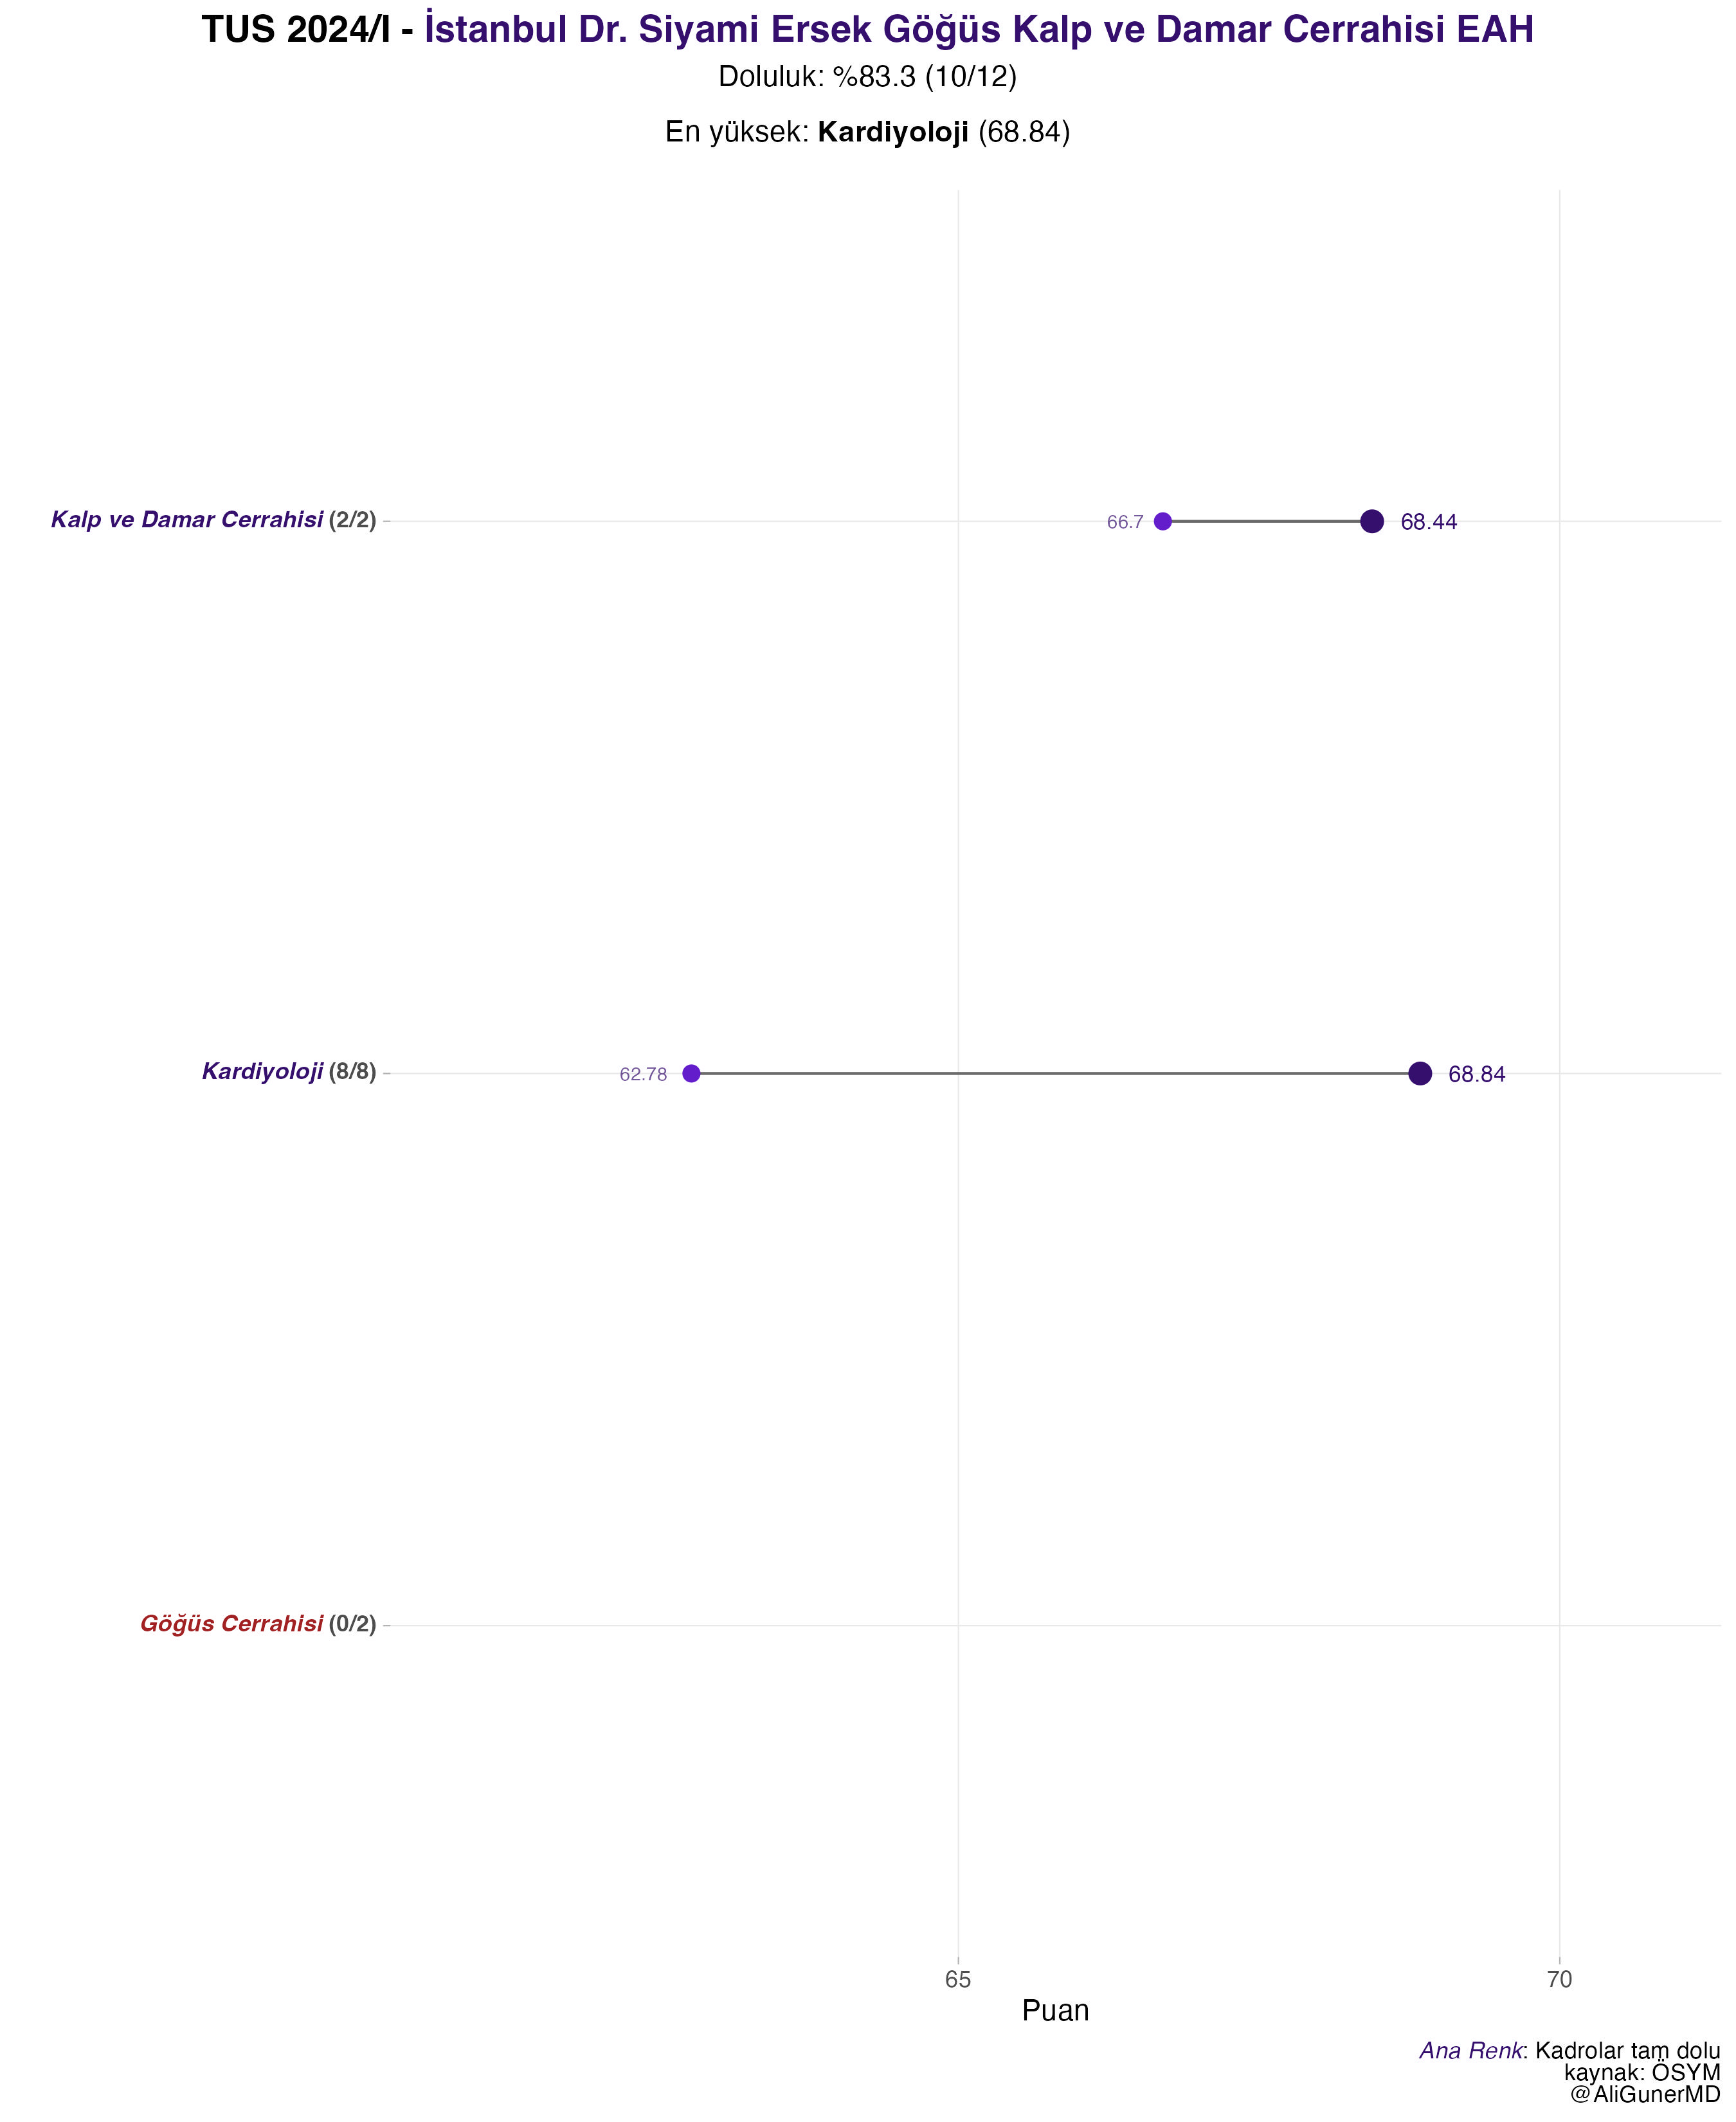 TUS 2024/I - İstanbul Dr. Siyami Ersek Göğüs Kalp ve Damar Cerrahisi EAH
Doluluk: %83.3 (10/12)
En yüksek: Kardiyoloji (68.84)
Kalp ve Damar Cerrahisi (2/2)
66.7
68.44
Kardiyoloji (8/8)
62.78
68.84
Göğüs Cerrahisi (0/2)
65
70
Puan
Ana Renk: Kadrolar tam dolu
kaynak: ÖSYM
@AliGunerMD